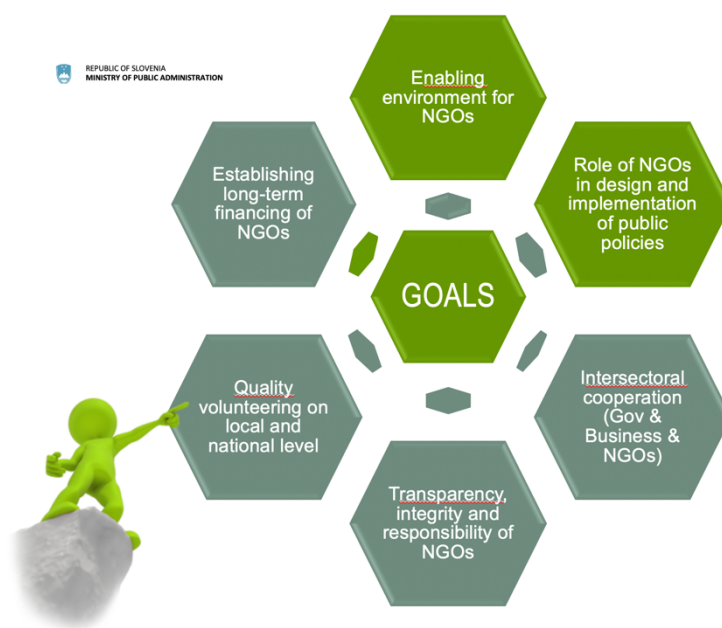 REPUBLIC OF SLOVENIA
MINISTRY OF PUBLIC ADMINISTRATION
Enabling
environment for
NGOs
Role of NGOs
in design and
implementation
of public
policies
Intersectoral
cooperation
(Gov &
Business &
NGOs)
Transparency,
integrity and
responsibility of
NGOs
Quality
volunteering on
local and
national level
Establishing
long-term
financing of
NGOs
GOALS